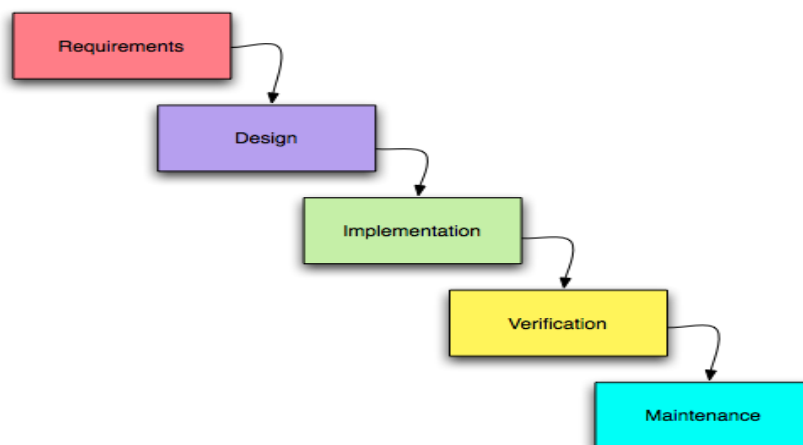 Requirements
Design
Implementation
Verification
Maintenance